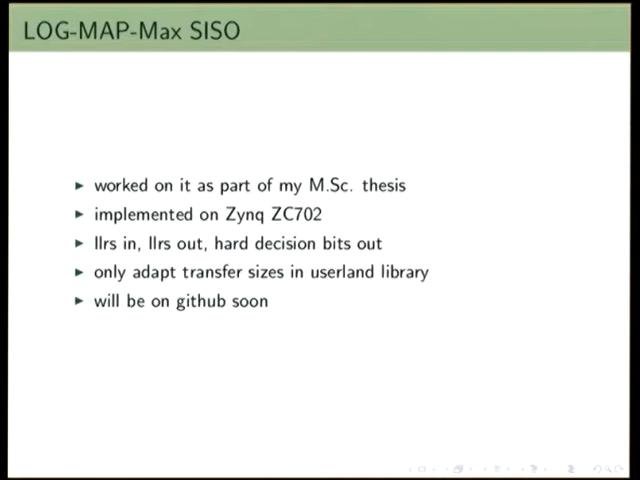 LOG-MAP-Max SISO
worked on it as part of my M.Sc. thesis
implemented on Zynq ZC702
llrs in, llrs out, hard decision bits out
only adapt transfer sizes in userland library
will be on github soon